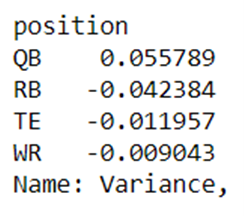 position
QB    0.055789
RB   -0.042384
TE   -0.011957
WR   -0.009043
Name: Variance,